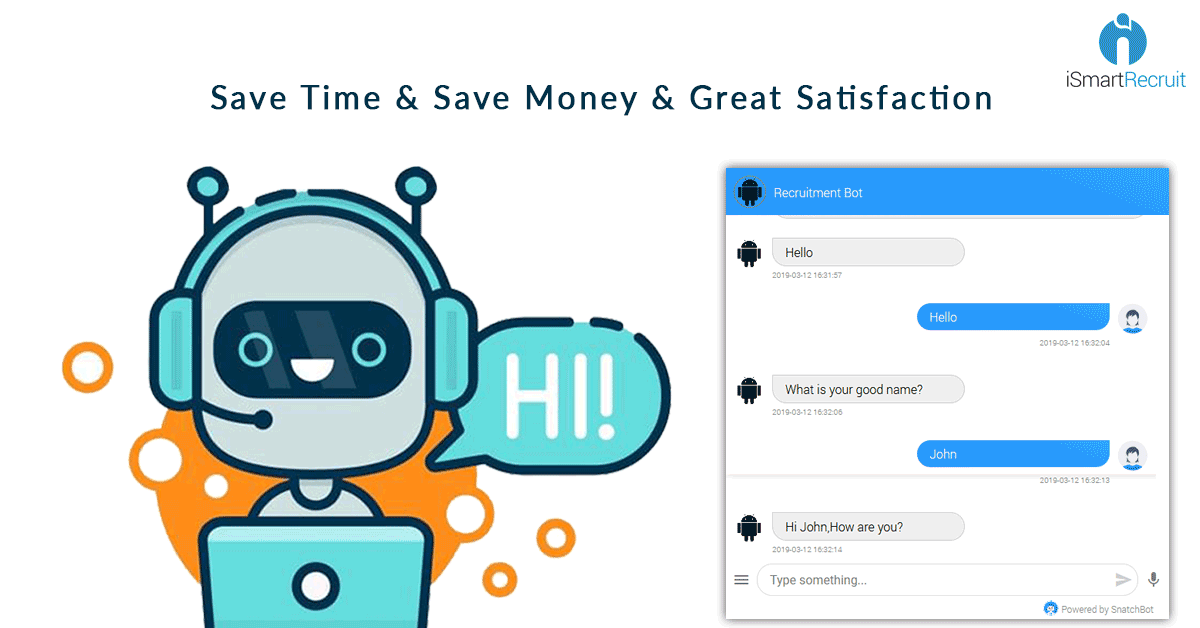 iSmartRecruit
Save Time & Save Money & Great Satisfaction
HI!
Recruitment Bot
Hello
2019-03-12 16:31:57
Hello
2019-03-12 16:32:04
What is your good name?
2019-03-12 16:32:06
John
2019-03-12 16:32:13
Hi John,How are you?
2019-03-12 16:32:14
Type something...
Powered by SnatchBot